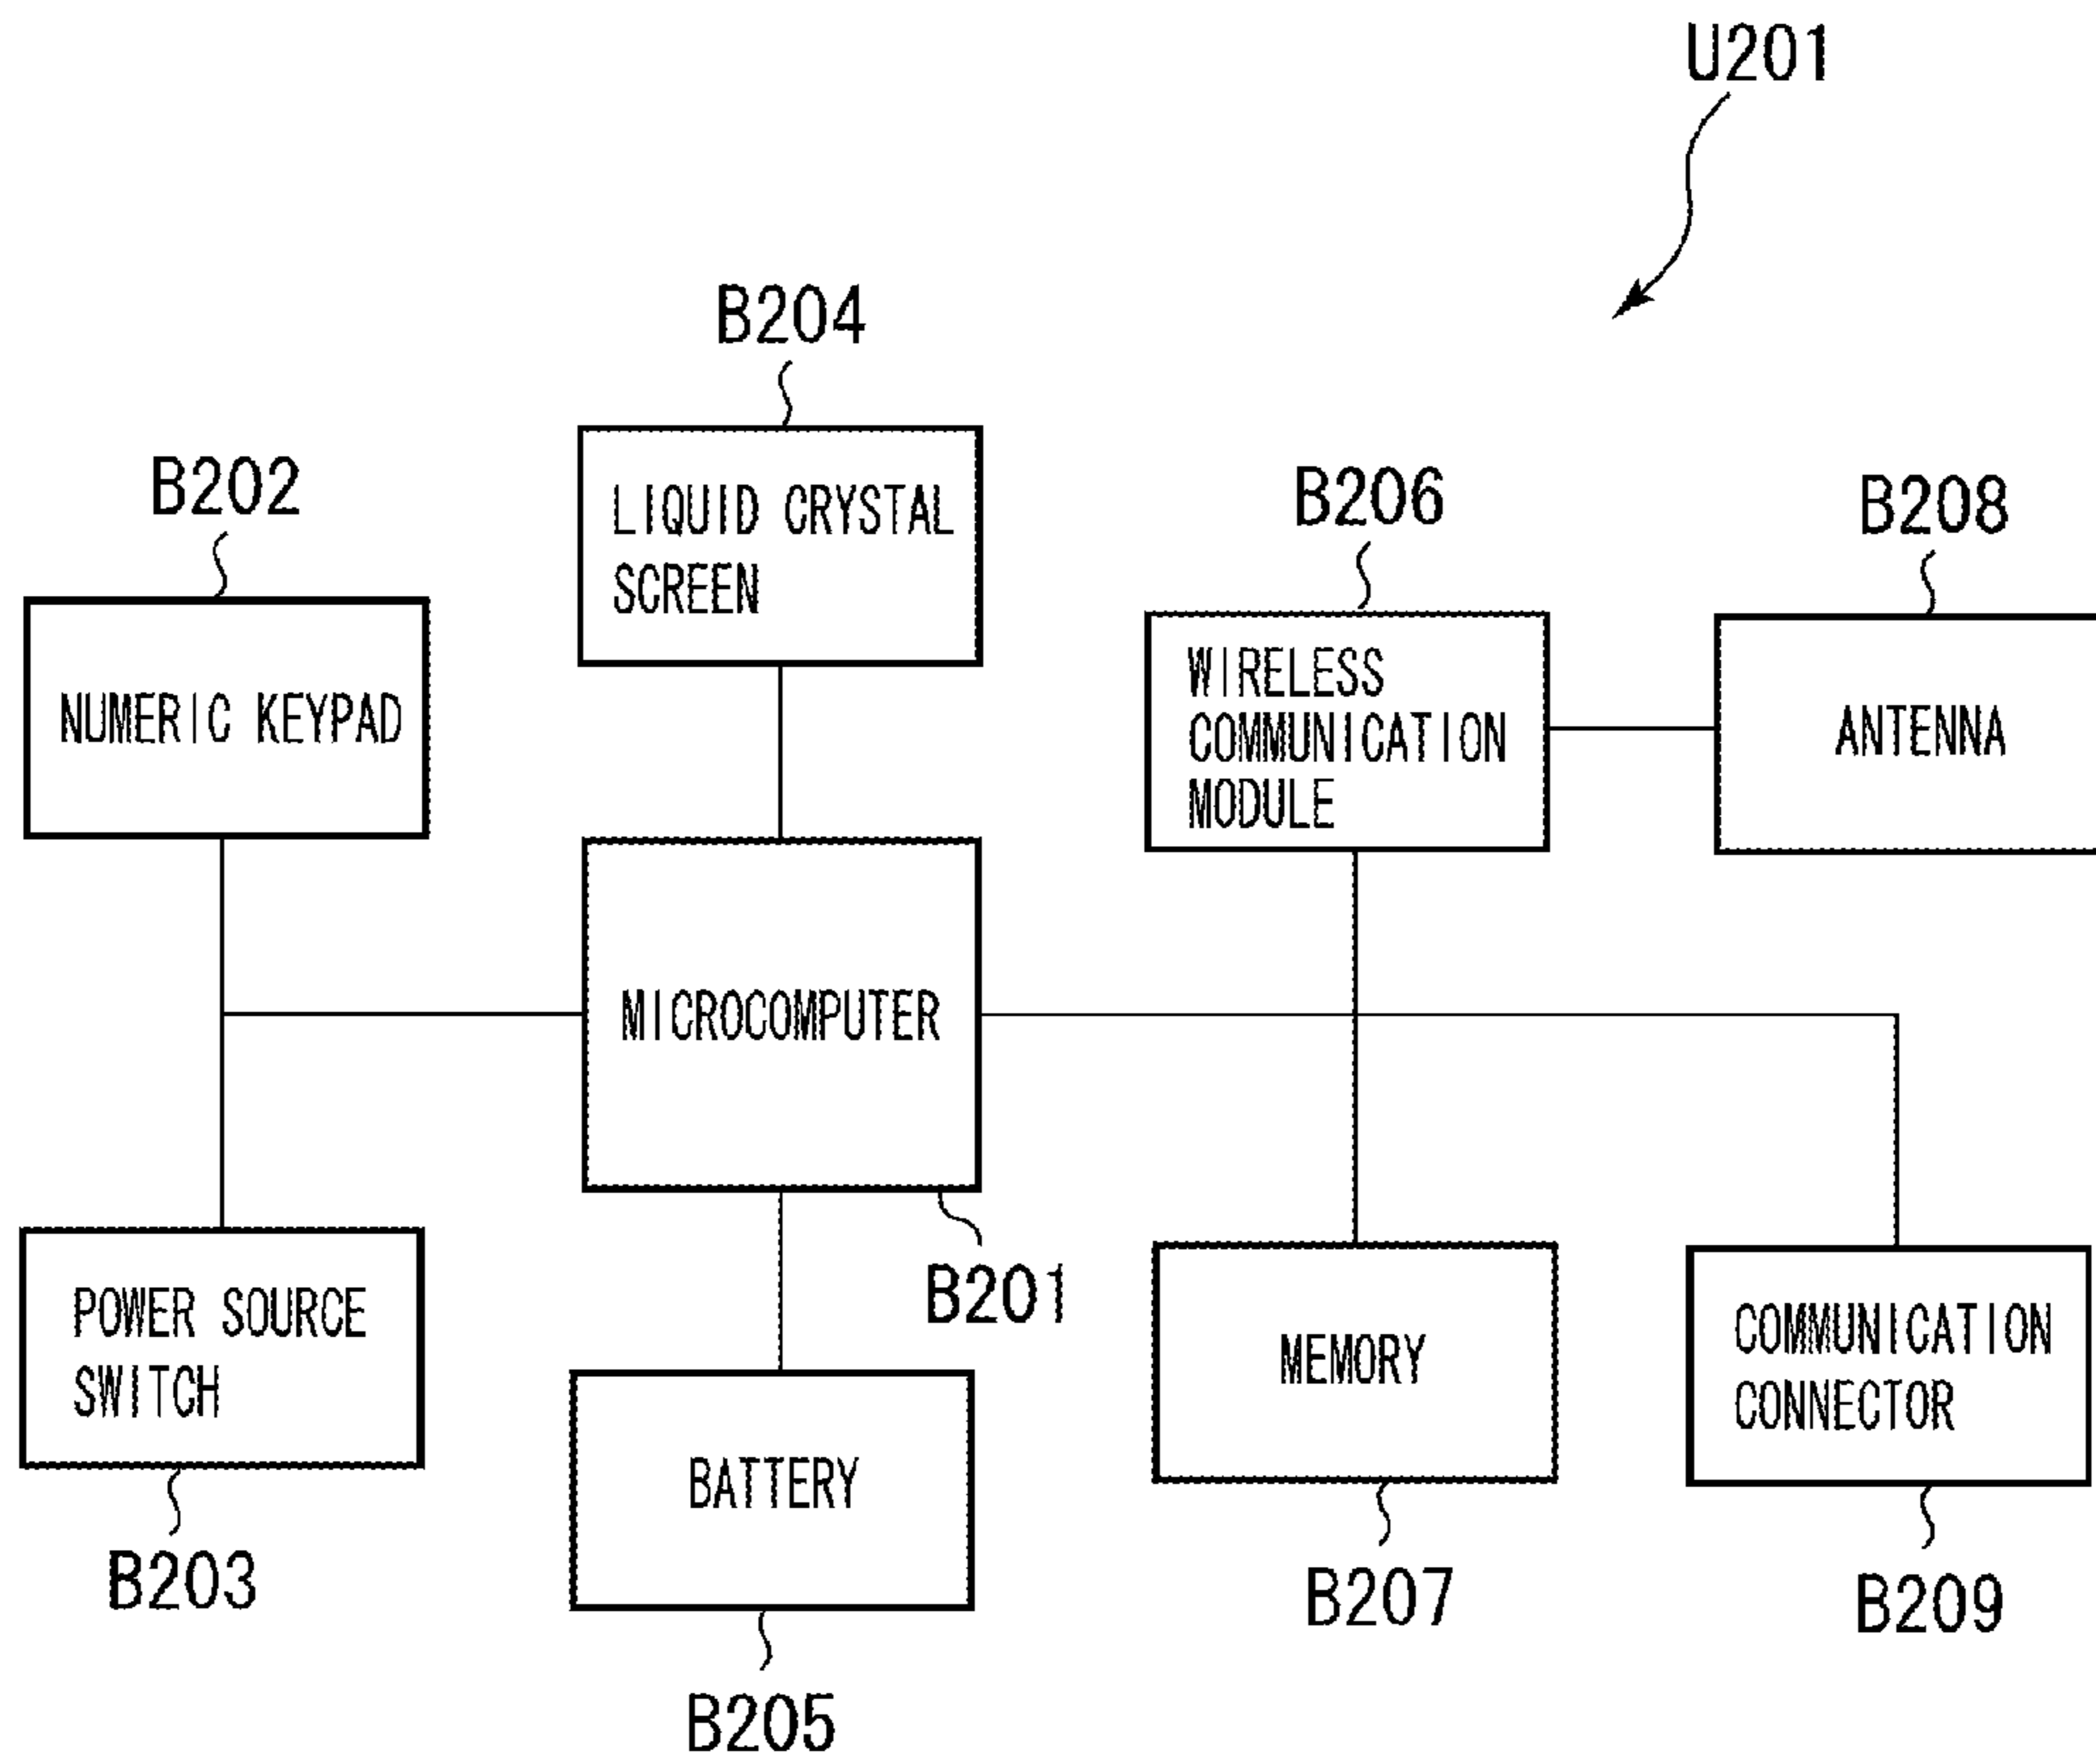 U201
B204
LIQUID CRYSTAL
SCREEN
B202
NUMERIC KEYPAD
B206
WIRELESS
COMMUNICATION
MODULE
B208
ANTENNA
MICROCOMPUTER
B201
POWER SOURCE
SWITCH
B203
BATTERY
B205
MEMORY
B207
COMMUNICATION
CONNECTOR
B209